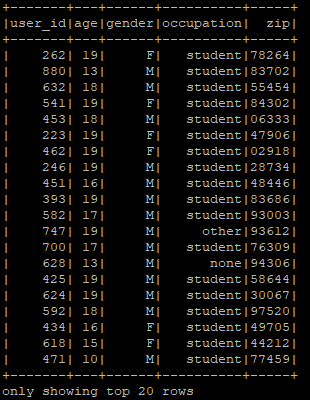 +-------+---+------+----------+-----+
|user_id|age|gender|occupation|  zip|
+-------+---+------+----------+-----+
|    262| 19|     F|   student|78264|
|    880| 13|     M|   student|83702|
|    632| 18|     M|   student|55454|
|    541| 19|     F|   student|84302|
|    453| 18|     M|   student|06333|
|    223| 19|     F|   student|47906|
|    462| 19|     F|   student|02918|
|    246| 19|     M|   student|28734|
|    451| 16|     M|   student|48446|
|    393| 19|     M|   student|83686|
|    582| 17|     M|   student|93003|
|    747| 19|     M|     other|93612|
|    700| 17|     M|   student|76309|
|    628| 13|     M|      none|94306|
|    425| 19|     M|   student|58644|
|    624| 19|     M|   student|30067|
|    592| 18|     M|   student|97520|
|    434| 16|     F|   student|49705|
|    618| 15|     F|   student|44212|
|    471| 10|     M|   student|77459|
+-------+---+------+----------+-----+
only showing top 20 rows